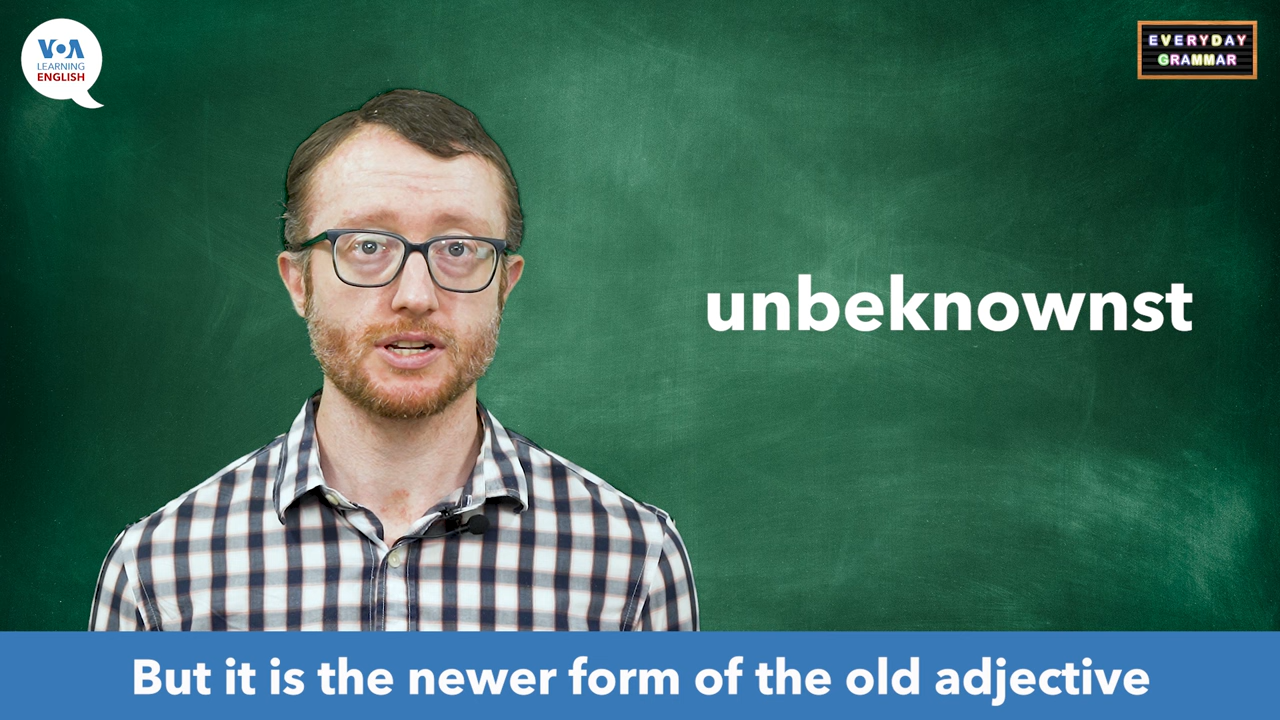 VOA
LEARNING
ENGLISH
EVERYDAY
GRAMMAR
unbeknownst
But it is the newer form of the old adjective